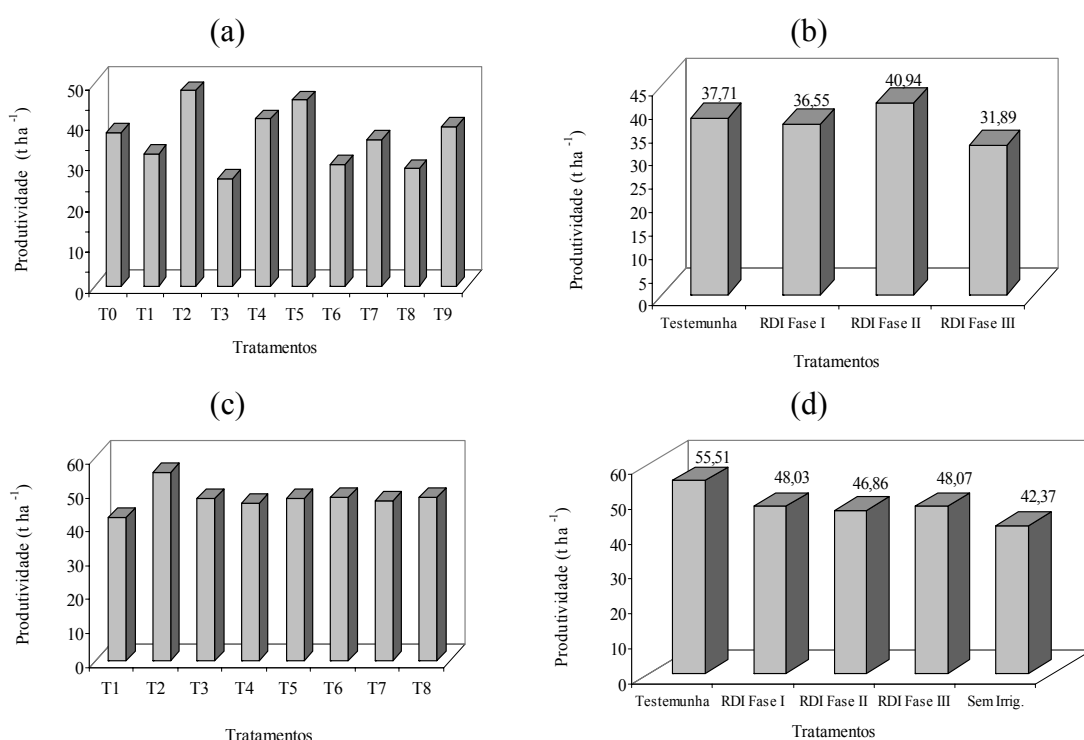 (a)
Produtividade (t ha -1)
50
40
30
20
10
0
T0 T1 T2 T3 T4 T5 T6 T7 T8 T9
Tratamentos
(b)
Produtividade (t ha -1)
45
40
35
30
25
20
15
10
5
0
37,71 36,55 40,94 31,89
Testemunha RDI Fase I RDI Fase II RDI Fase III
Tratamentos
(c)
Produtividade (t ha -1)
60
50
40
30
20
10
0
T1 T2 T3 T4 T5 T6 T7 T8
Tratamentos
(d)
Produtividade (t ha -1)
60
50
40
30
20
10
0
55,51 48,03 46,86 48,07 42,37
Testemunha RDI Fase I RDI Fase II RDI Fase III Sem Irrig.
Tratamentos